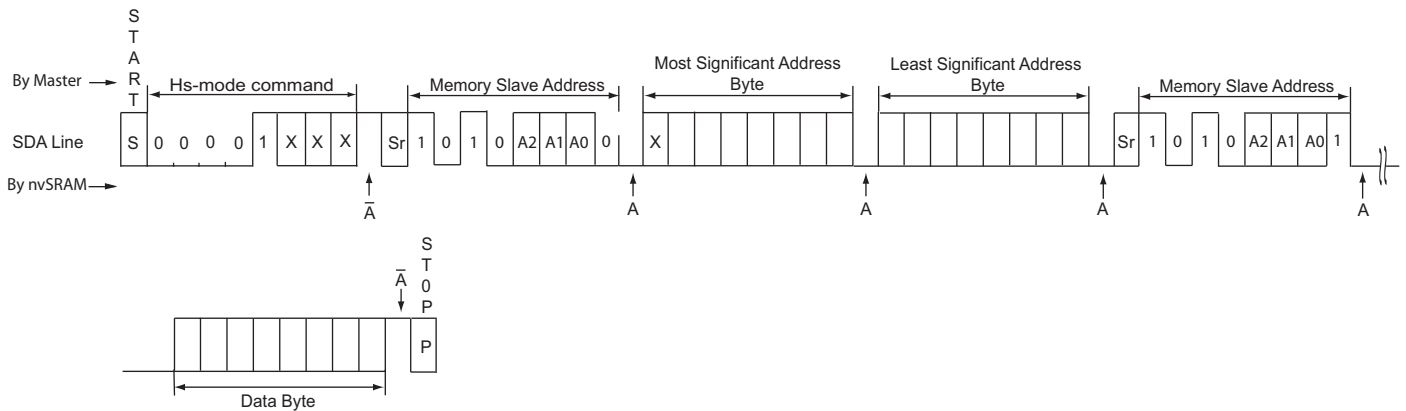 START
By Master
Hs-mode command
Memory Slave Address
Most Significant Address
Byte
Least Significant Address
Byte
Memory Slave Address
SDA Line
S 0 0 0 0 1 X X X Sr 1 0 1 0 A2 A1 A0 0 X Sr 1 0 1 0 A2 A1 A0 1
By nvSRAM
A̅ A A A A
A̅
ST0P
P
Data Byte